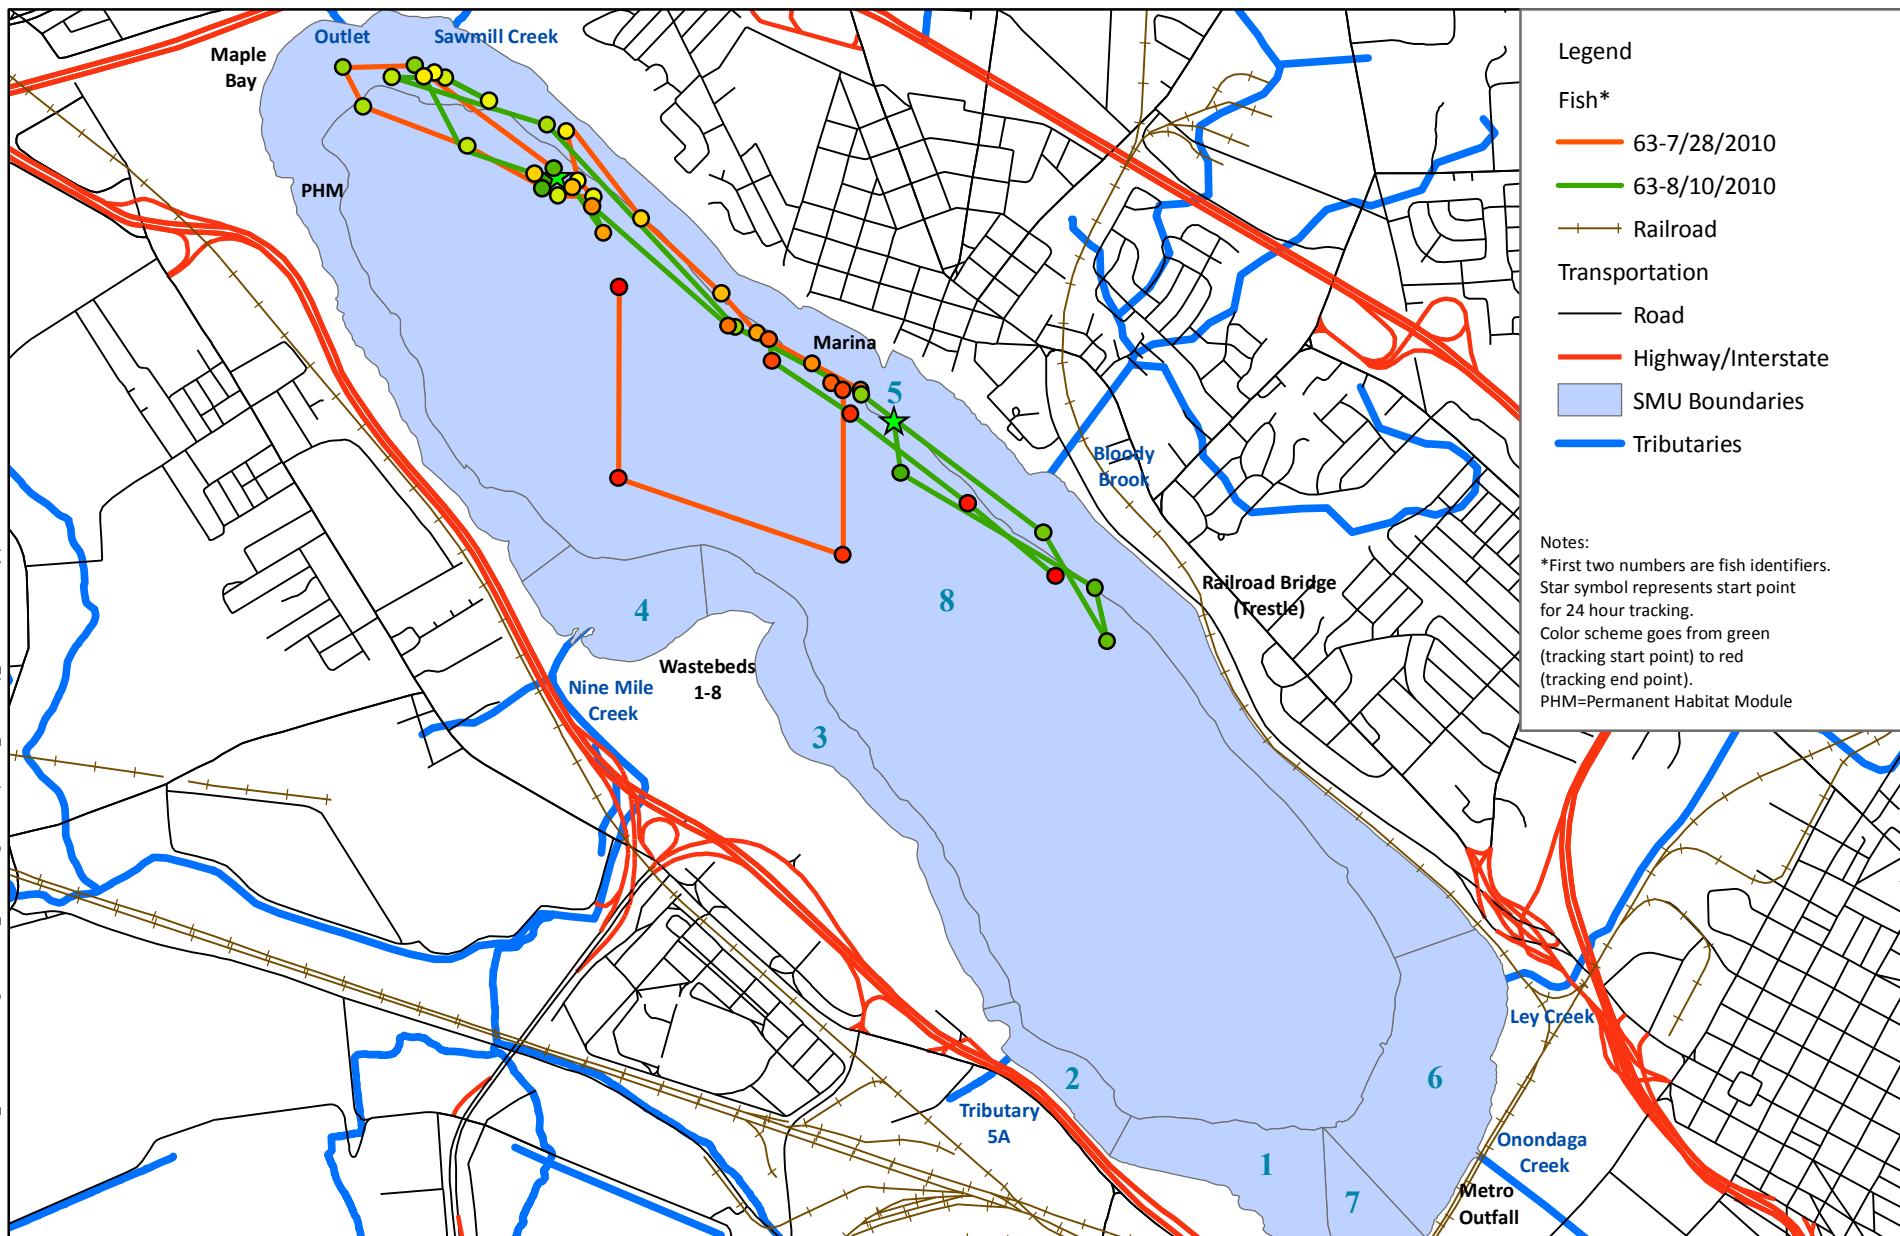 Outlet
Sawmill Creek
Maple
Bay
PHM
Marina
5
Bloody
Brook
Railroad Bridge
(Trestle)
8
4
Wastebeds
1-8
Nine Mile
Creek
3
Ley Creek
2
6
Tributary
5A
1
7
Onondaga
Creek
Metro
Outfall
Legend
Fish*
63-7/28/2010
63-8/10/2010
Railroad
Transportation
Road
Highway/Interstate
SMU Boundaries
Tributaries
Notes:
*First two numbers are fish identifiers.
Star symbol represents start point
for 24 hour tracking.
Color scheme goes from green
(tracking start point) to red
(tracking end point).
PHM=Permanent Habitat Module